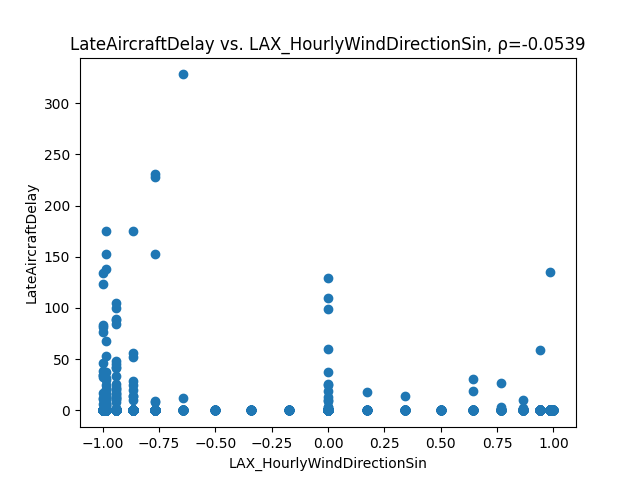 LateAircraftDelay vs. LAX_HourlyWindDirectionSin, ρ=-0.0539
300
250
200
150
100
50
0
LateAircraftDelay
−1.00 −0.75 −0.50 −0.25 0.00 0.25 0.50 0.75 1.00
LAX_HourlyWindDirectionSin